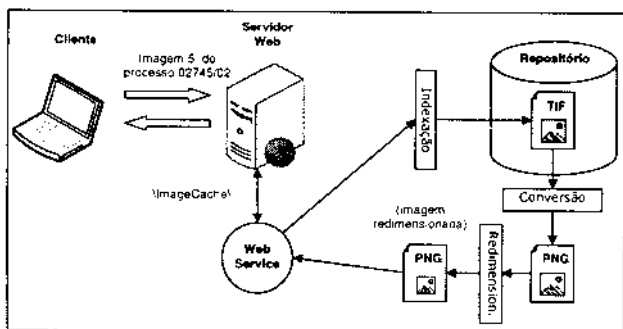 Cliente
Imagem 5 do
processo 02745/02
Servidor
Web
\ImageCache\
Web
Service
Indexação
Repositório
TIF
Conversão
PNG
Redimension.
(imagem
redimensionada)
PNG